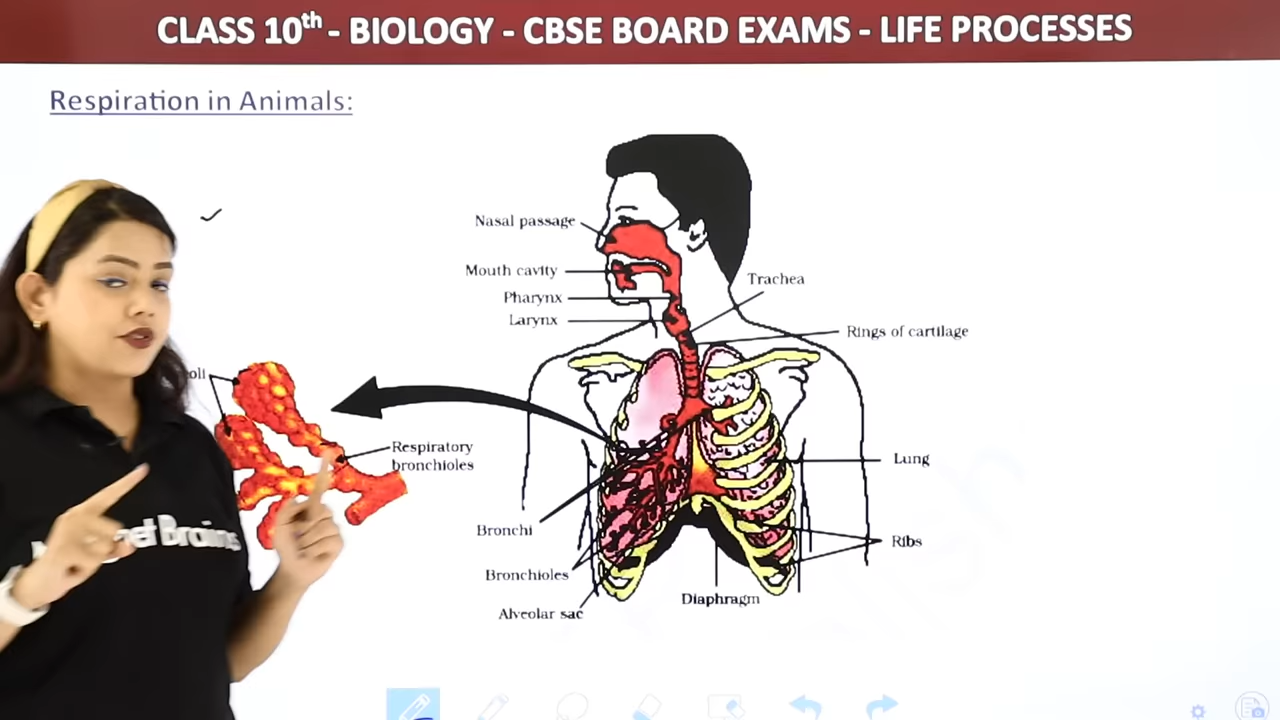 CLASS 10th - BIOLOGY - CBSE BOARD EXAMS - LIFE PROCESSES
Respiration in Animals:
Nasal passage
Mouth cavity
Pharynx
Larynx
Trachea
Rings of cartilage
Respiratory
bronchioles
Lung
Bronchi
Ribs
Bronchioles
Diaphragm
Alveolar sac